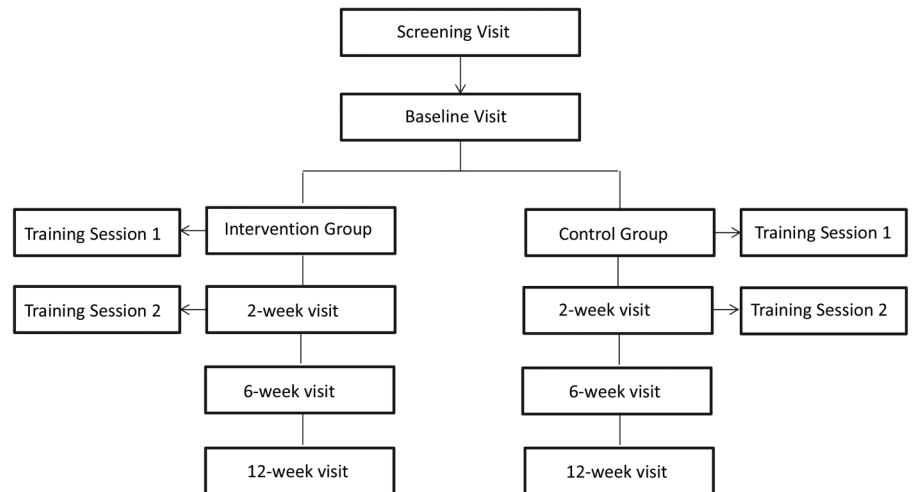 Screening Visit
Baseline Visit
Training Session 1
Intervention Group
Control Group
Training Session 1
Training Session 2
2-week visit
2-week visit
Training Session 2
6-week visit
6-week visit
12-week visit
12-week visit